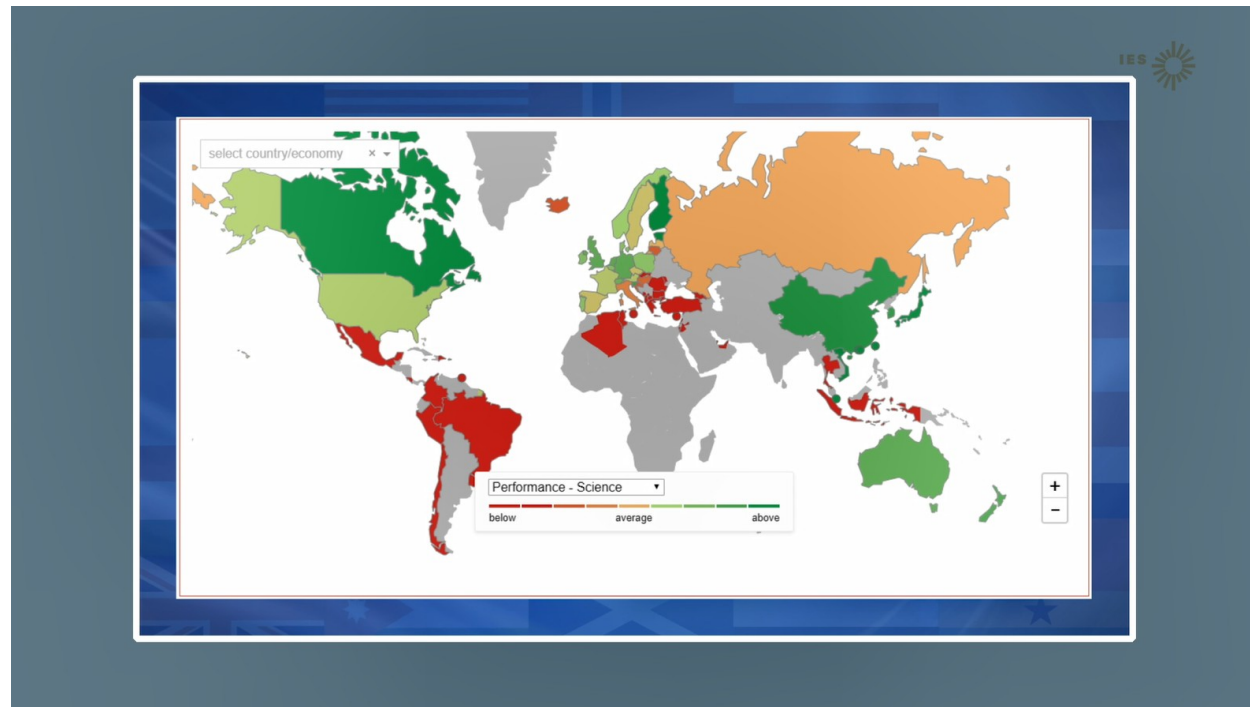 IES
select country/economy × 
Performance - Science
below average above
+
−